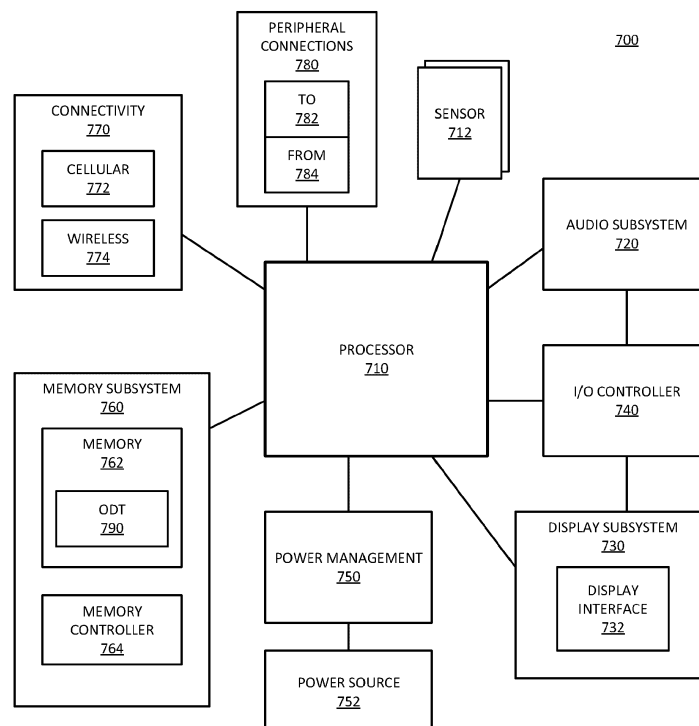 PERIPHERAL
CONNECTIONS
780
TO
782
FROM
784
700
SENSOR
712
CONNECTIVITY
770
CELLULAR
772
WIRELESS
774
AUDIO SUBSYSTEM
720
PROCESSOR
710
I/O CONTROLLER
740
MEMORY SUBSYSTEM
760
MEMORY
762
ODT
790
MEMORY
CONTROLLER
764
POWER MANAGEMENT
750
POWER SOURCE
752
DISPLAY SUBSYSTEM
730
DISPLAY
INTERFACE
732